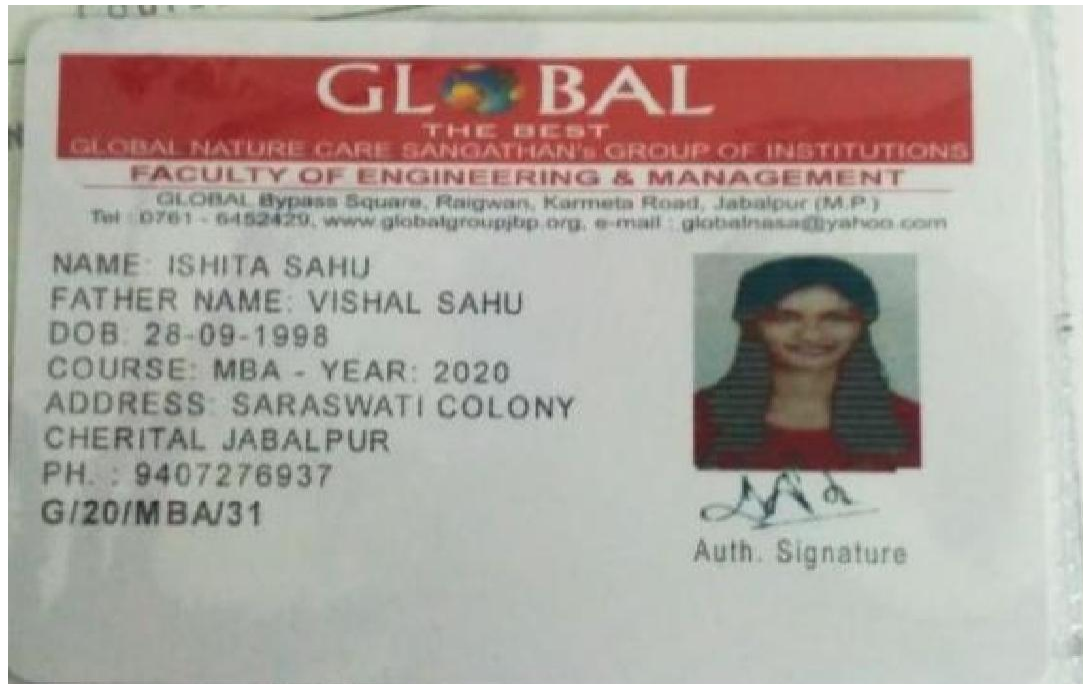 GLOBAL
THE BEST
GLOBAL NATURE CARE SANGATHAN's GROUP OF INSTITUTIONS
FACULTY OF ENGINEERING & MANAGEMENT
GLOBAL Bypass Square, Raigwan, Karmeta Road, Jabalpur (M.P.)
Tel : 0761 - 6452429, www.globalgroupjbp.org, e-mail : globalnasa@yahoo.com
NAME: ISHITA SAHU
FATHER NAME: VISHAL SAHU
DOB: 28-09-1998
COURSE: MBA - YEAR: 2020
ADDRESS: SARASWATI COLONY
CHERITAL JABALPUR
PH. : 9407276937
G/20/MBA/31
Auth. Signature